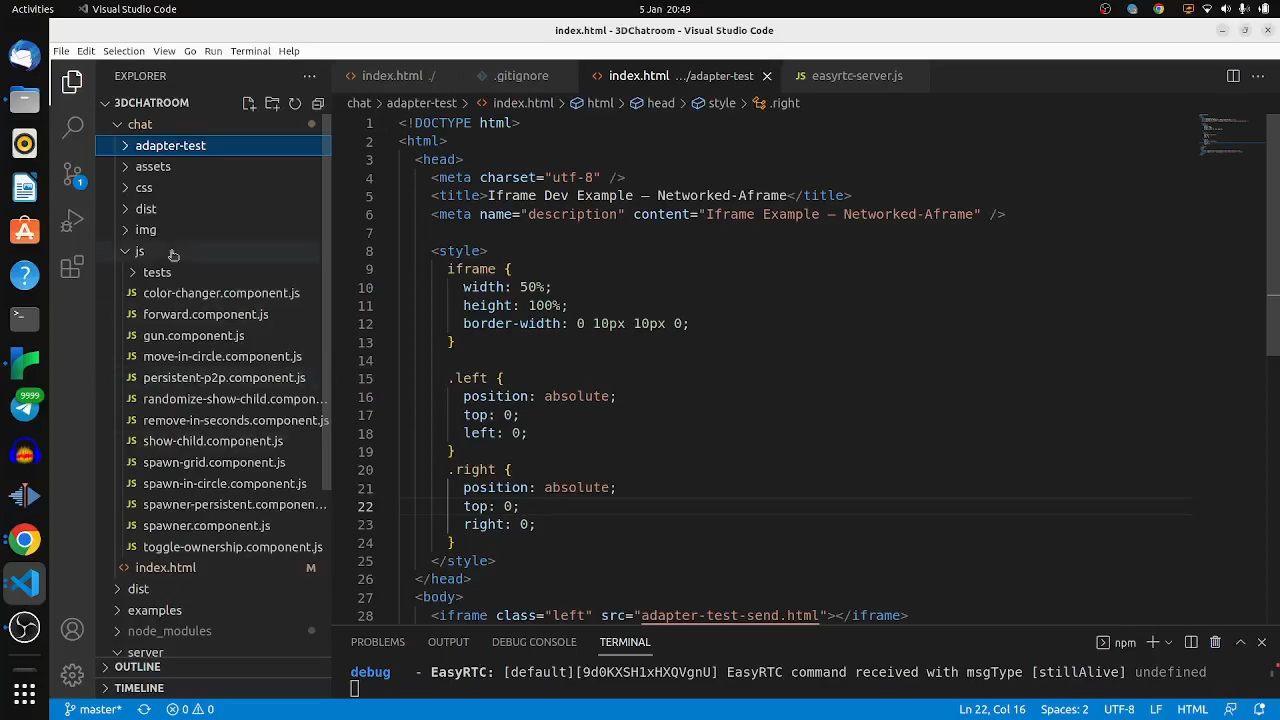 Activities
Visual Studio Code
5 Jan 20:49
index.html - 3DChatroom - Visual Studio Code
File Edit Selection View Go Run Terminal Help
EXPLORER
index.html ./
.gitignore
index.html .../adapter-test
easyrtc-server.js
3DCHATROOM
chat > adapter-test > index.html > html > head > style > .right
chat
adapter-test
assets
css
dist
img
js
tests
color-changer.component.js
forward.component.js
gun.component.js
move-in-circle.component.js
persistent-p2p.component.js
randomize-show-child.compon...
remove-in-seconds.component.js
show-child.component.js
spawn-grid.component.js
spawn-in-circle.component.js
spawner-persistent.componen...
spawner.component.js
toggle-ownership.component.js
index.html M
dist
examples
node_modules
server
OUTLINE
TIMELINE
1 <!DOCTYPE html>
2 <html>
3 <head>
4 <meta charset="utf-8" />
5 <title>Iframe Dev Example — Networked-Aframe</title>
6 <meta name="description" content="Iframe Example — Networked-Aframe" />
7
8 <style>
9 iframe {
10 width: 50%;
11 height: 100%;
12 border-width: 0 10px 10px 0;
13 }
14
15 .left {
16 position: absolute;
17 top: 0;
18 left: 0;
19 }
20 .right {
21 position: absolute;
22 top: 0;
23 right: 0;
24 }
25 </style>
26 </head>
27 <body>
28 <iframe class="left" src="adapter-test-send.html"></iframe>
PROBLEMS OUTPUT DEBUG CONSOLE TERMINAL
npm
debug - EasyRTC: [default][9d0KXSH1xHXQVgnU] EasyRTC command received with msgType [stillAlive] undefined
1
9999
master*
0 0
Ln 22, Col 16
Spaces: 2
UTF-8
LF
HTML